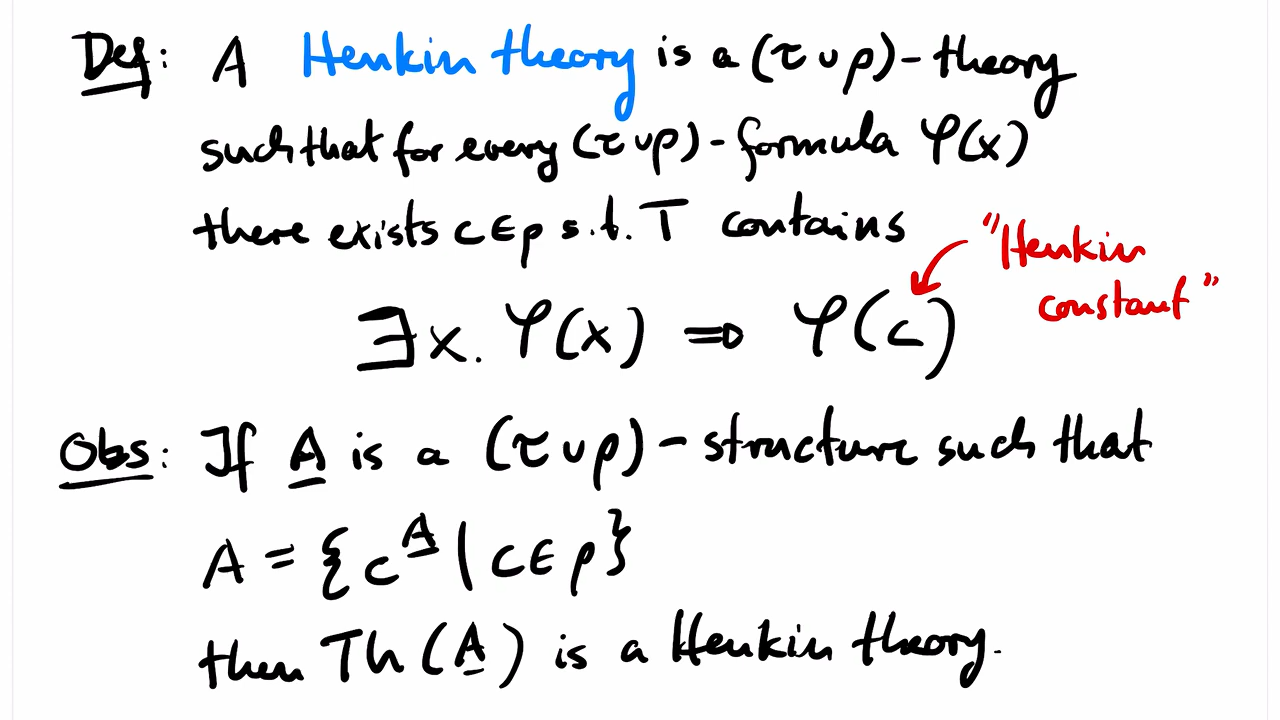 Def: A Henkin theory is a (τ ∪ ρ) - theory
such that for every (τ ∪ ρ) - formula φ(x)
there exists c ∈ ρ s.t. T contains
"Henkin
constant"
∃x. φ(x) ⇒ φ(c)
Obs: If <u>A</u> is a (τ ∪ ρ) - structure such that
A = {c^<u>A</u> | c ∈ ρ}
then Th(<u>A</u>) is a Henkin theory.